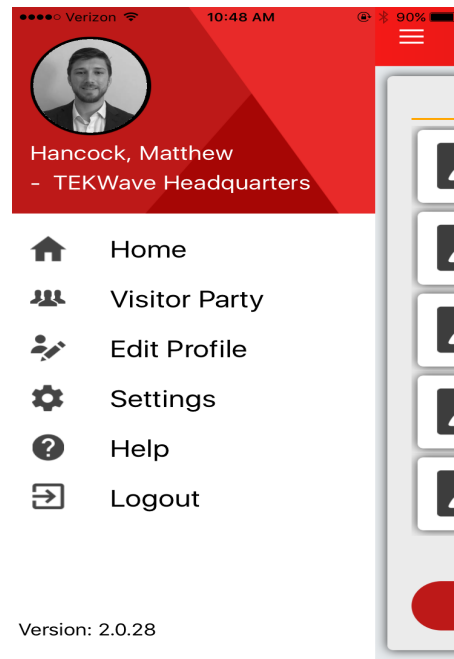 Verizon 10:48 AM 90%
Hancock, Matthew
- TEKWave Headquarters
Home
Visitor Party
Edit Profile
Settings
Help
Logout
Version: 2.0.28